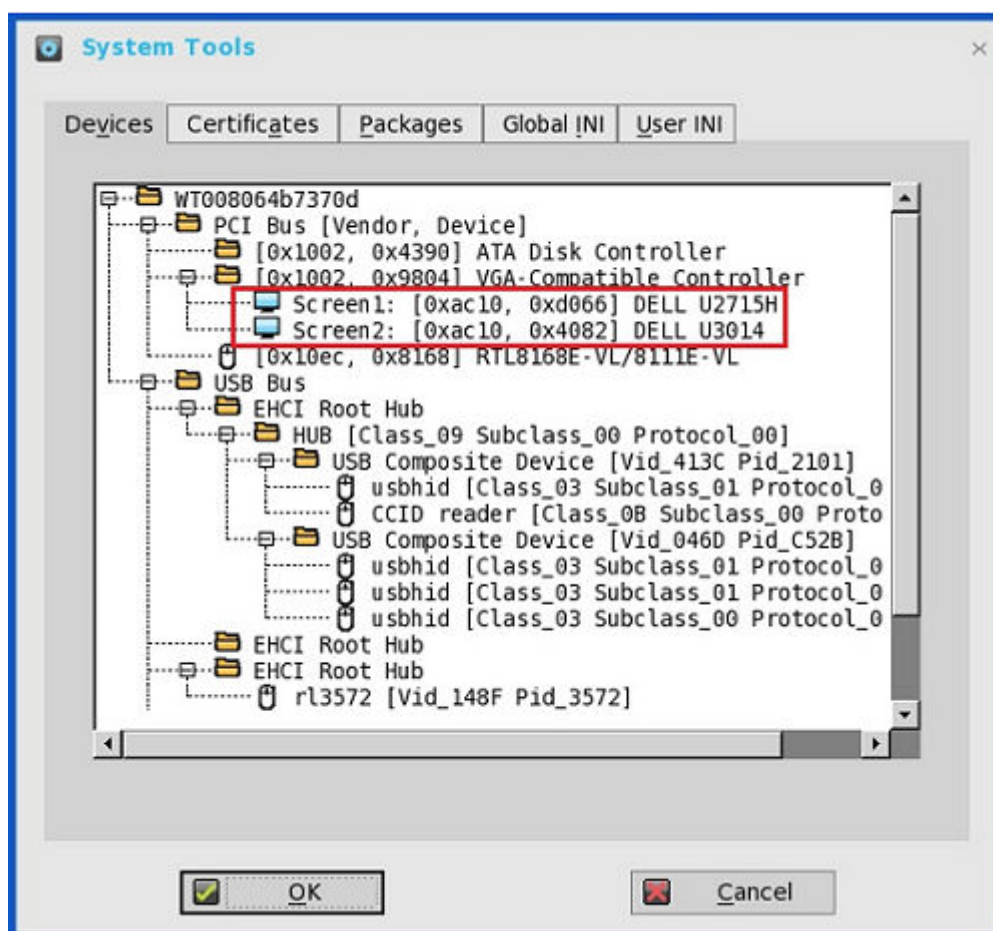 System Tools
Devices Certificates Packages Global INI User INI
WT008064b7370d
PCI Bus [Vendor, Device]
[0x1002, 0x4390] ATA Disk Controller
[0x1002, 0x9804] VGA-Compatible Controller
Screen1: [0xac10, 0xd066] DELL U2715H
Screen2: [0xac10, 0x4082] DELL U3014
[0x10ec, 0x8168] RTL8168E-VL/8111E-VL
USB Bus
EHCI Root Hub
HUB [Class_09 Subclass_00 Protocol_00]
USB Composite Device [Vid_413C Pid_2101]
usbhid [Class_03 Subclass_01 Protocol_0
CCID reader [Class_0B Subclass_00 Proto
USB Composite Device [Vid_046D Pid_C52B]
usbhid [Class_03 Subclass_01 Protocol_0
usbhid [Class_03 Subclass_01 Protocol_0
usbhid [Class_03 Subclass_00 Protocol_0
EHCI Root Hub
EHCI Root Hub
rl3572 [Vid_148F Pid_3572]
OK Cancel